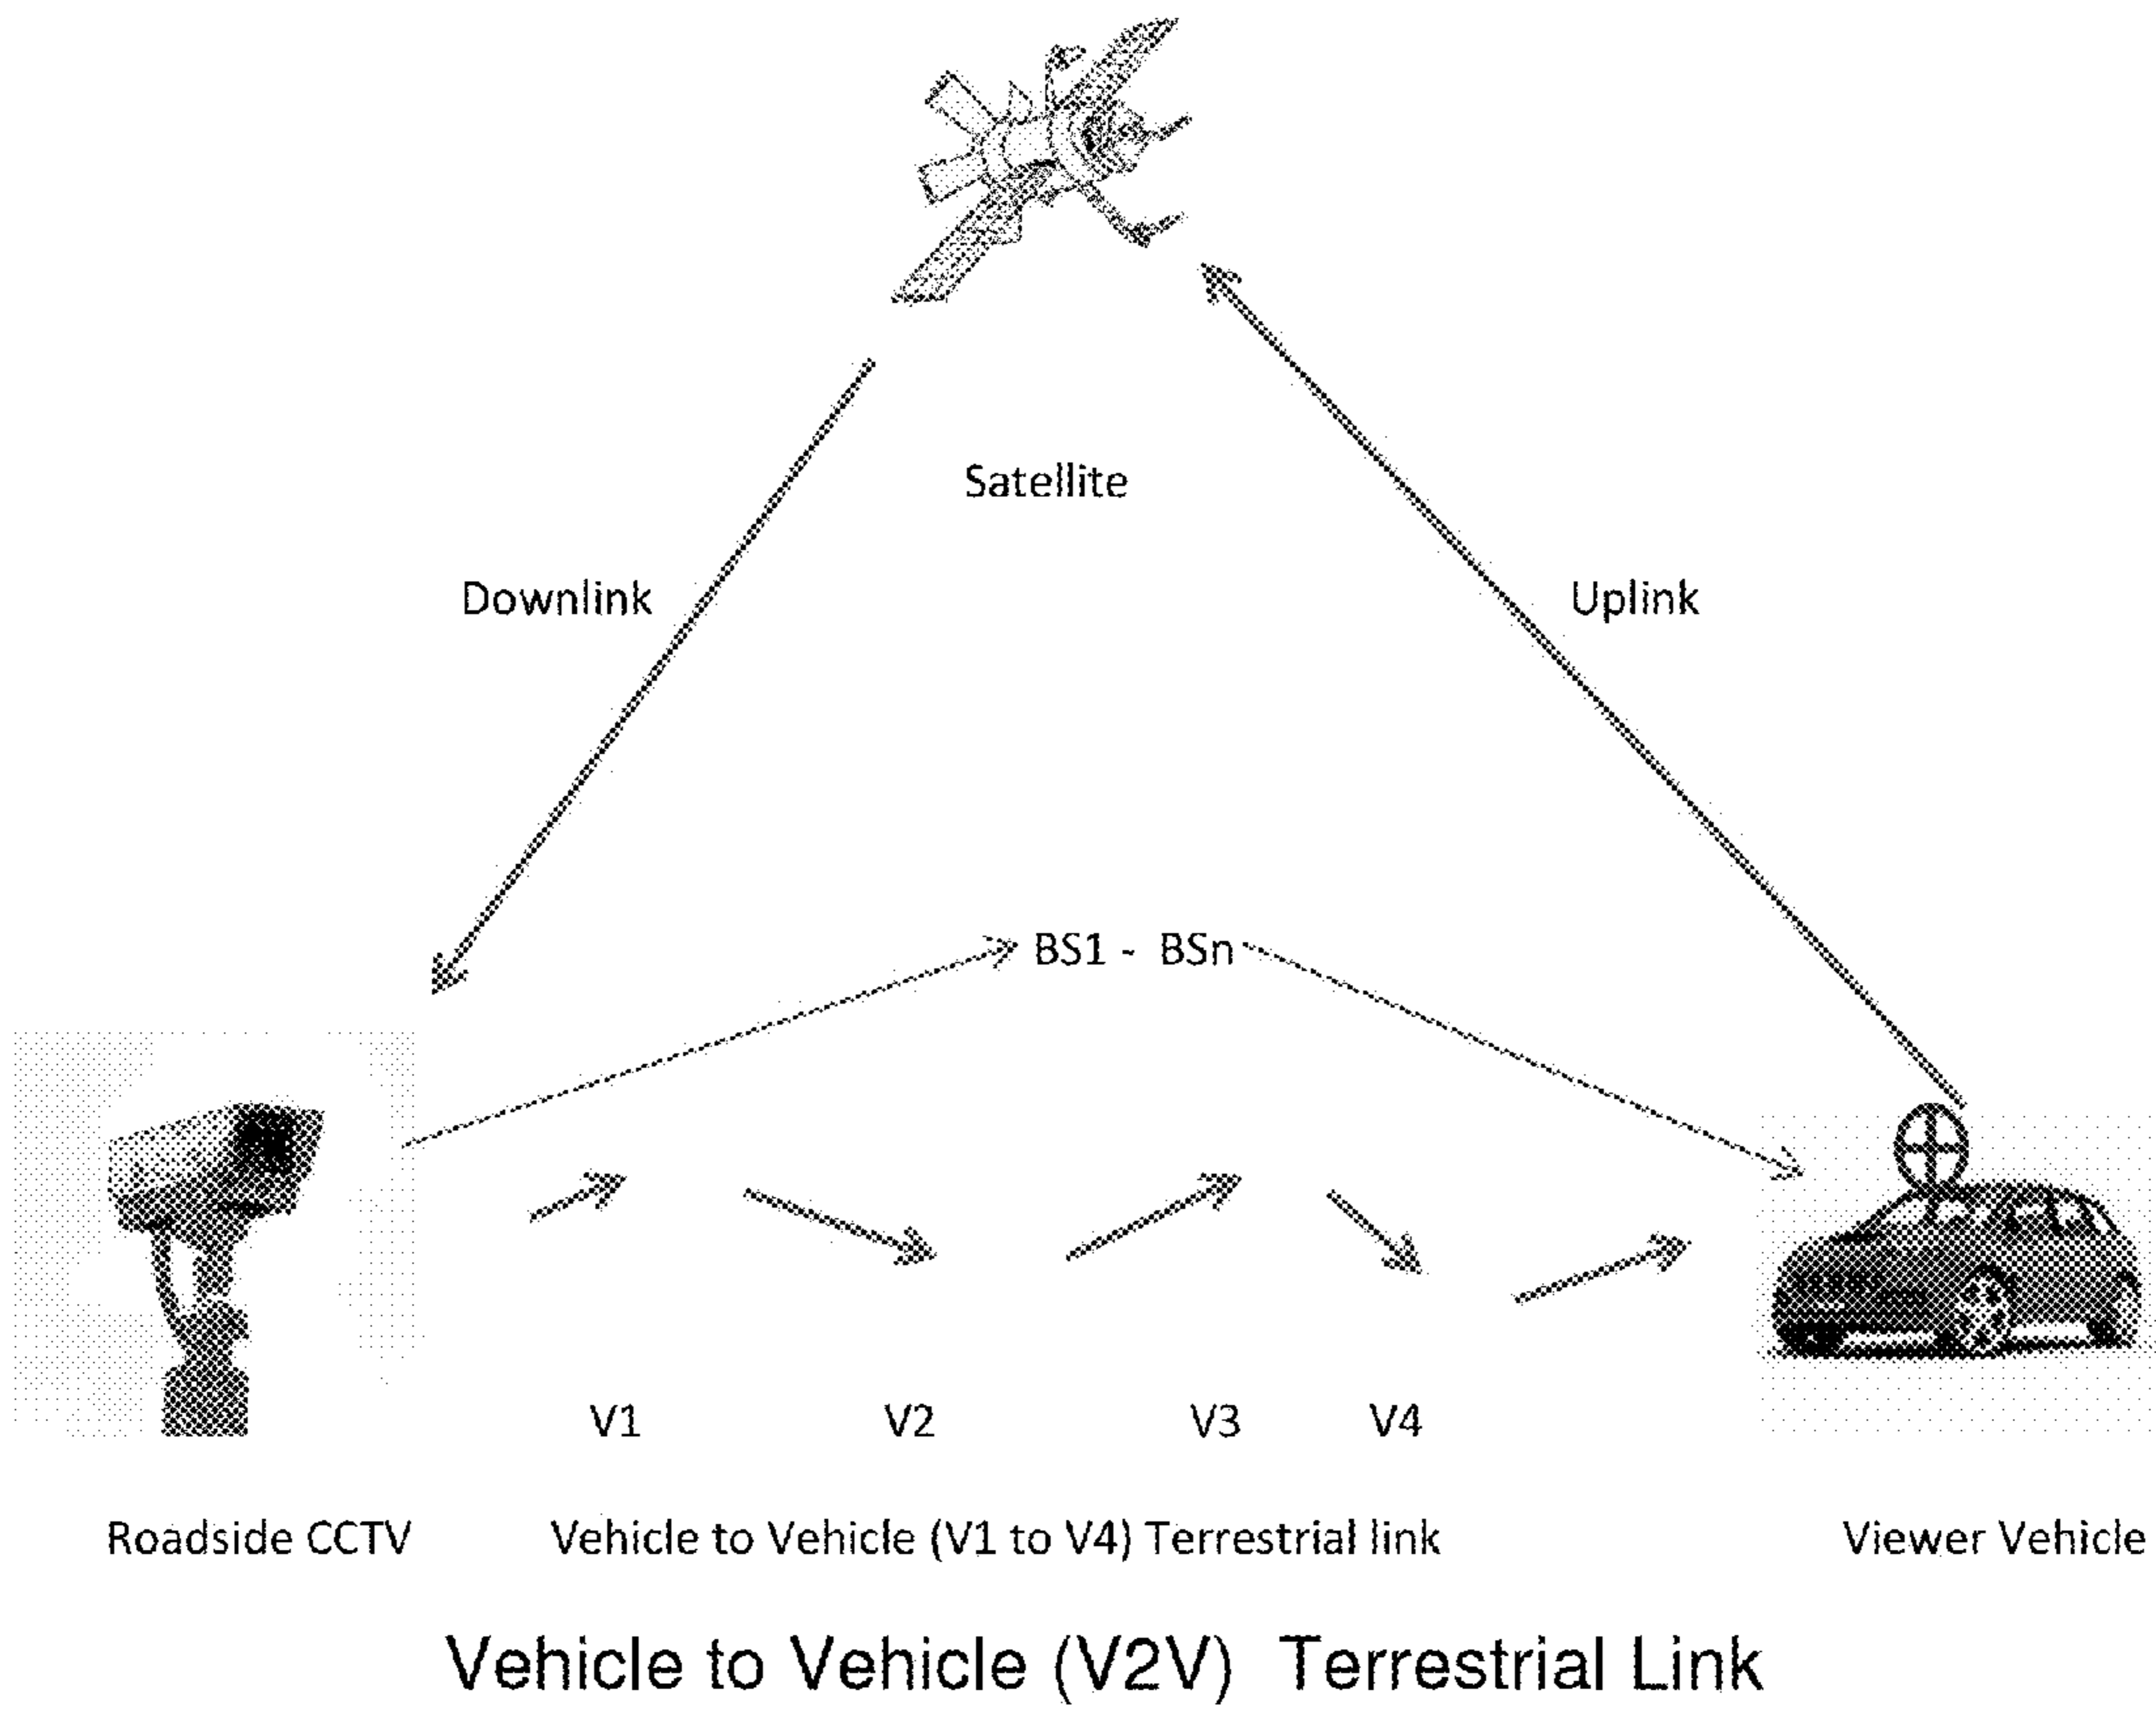 Satellite
Downlink
Uplink
BS1 - BSn
V1 V2 V3 V4
Roadside CCTV
Vehicle to Vehicle (V1 to V4) Terrestrial link
Viewer Vehicle
Vehicle to Vehicle (V2V) Terrestrial Link